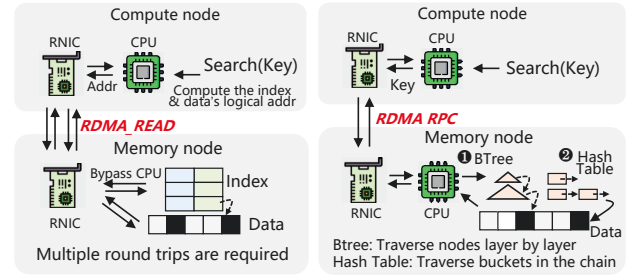 Compute node
RNIC
CPU
Search(Key)
Addr
Compute the index
& data's logical addr
RDMA_READ
Memory node
Bypass CPU
Index
RNIC
Data
Multiple round trips are required
Compute node
RNIC
CPU
Search(Key)
Key
RDMA RPC
Memory node
❶ BTree
❷ Hash
Table
RNIC
CPU
Data
Btree: Traverse nodes layer by layer
Hash Table: Traverse buckets in the chain